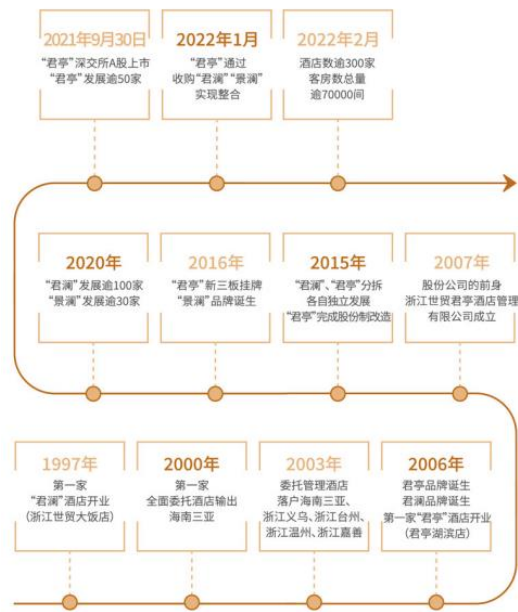 2021年9月30日
“君亭”深交所A股上市
“君亭”发展逾50家
2022年1月
“君亭”通过
收购“君澜”“景澜”
实现整合
2022年2月
酒店数逾300家
客房数总量
逾70000间
2020年
“君澜”发展逾100家
“景澜”发展逾30家
2016年
“君亭”新三板挂牌
“景澜”品牌诞生
2015年
“君澜”、“君亭”分拆
各自独立发展
“君亭”完成股份制改造
2007年
股份公司的前身
浙江世贸君亭酒店管理
有限公司成立
1997年
第一家
“君澜”酒店开业
（浙江世贸大饭店）
2000年
第一家
全面委托酒店输出
海南三亚
2003年
委托管理酒店
落户海南三亚、
浙江义乌、浙江台州、
浙江温州、浙江嘉善
2006年
君亭品牌诞生
君澜品牌诞生
第一家“君亭”酒店开业
（君亭湖滨店）